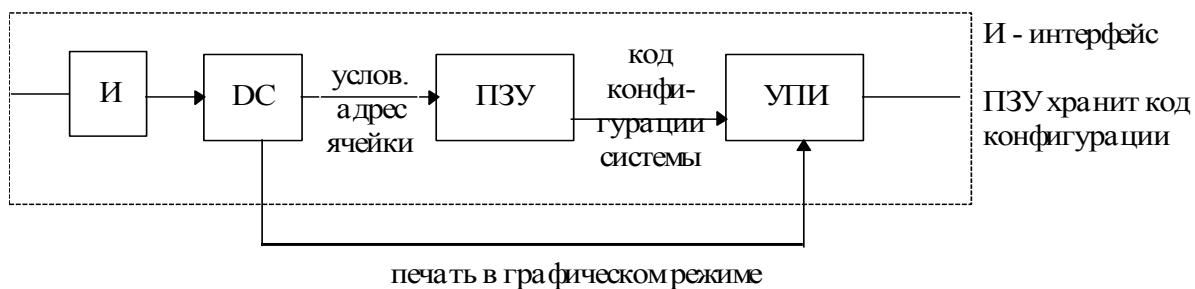 И
DC
услов.
адрес
ячейки
ПЗУ
код
конфи-
гурации
системы
УПИ
И - интерфейс
ПЗУ хранит код
конфигурации
печать в графическом режиме